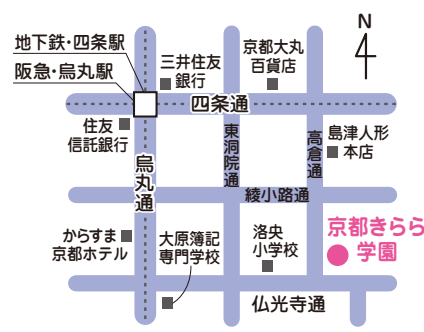 N
地下鉄・四条駅
阪急・烏丸駅
三井住友
銀行
京都大丸
百貨店
四条通
住友
信託銀行
烏丸通
東洞院通
高倉通
島津人形
本店
綾小路通
からすま
京都ホテル
大原簿記
専門学校
洛央
小学校
京都きらら
学園
仏光寺通